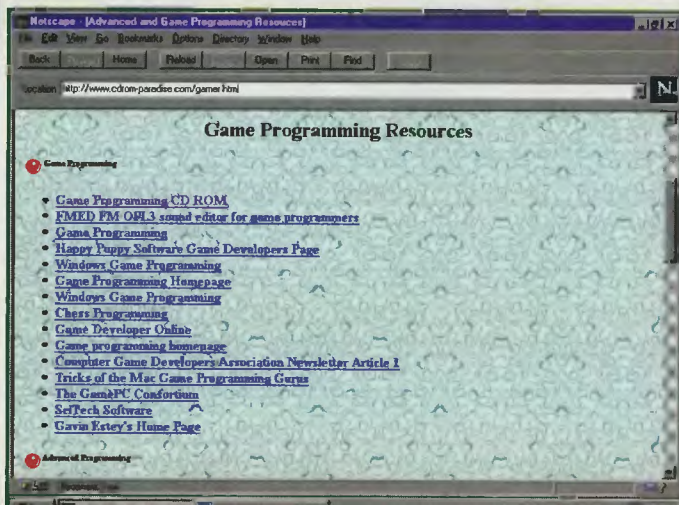 Netscape - [Advanced and Game Programming Resources]
File Edit View Go Bookmarks Options Directory Window Help
Back Home Reload Open Print Find
Location: http://www.cdrom-paradise.com/gamer.html
N
Game Programming Resources
Game Programming
Game Programming CD ROM
FMED FM OPL3 sound editor for game programmers
Game Programming
Happy Puppy Software Game Developers Page
Windows Game Programming
Game Programming Homepage
Windows Game Programming
Chess Programming
Game Developer Online
Game programming homepage
Computer Game Developers Association Newsletter Article 1
Tricks of the Mac Game Programming Gurus
The GamePC Consortium
SciTech Software
Gavin Estey's Home Page
Advanced Programming